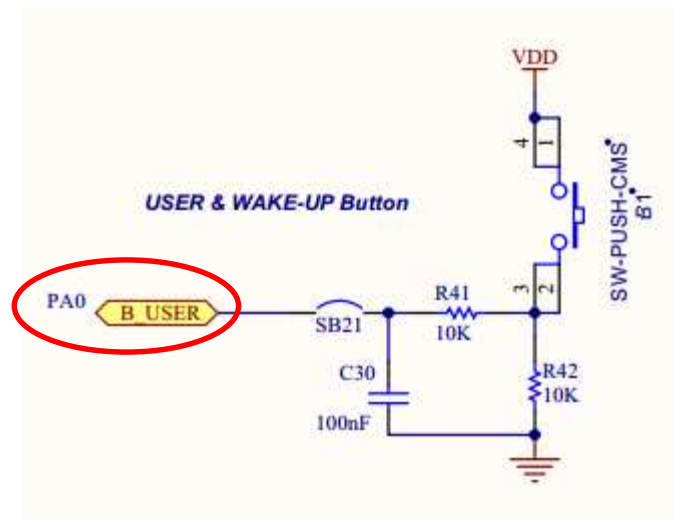 VDD
4
1
USER & WAKE-UP Button
SW-PUSH-CMS
B1
3
2
PA0
B_USER
SB21
R41
10K
C30
100nF
R42
10K